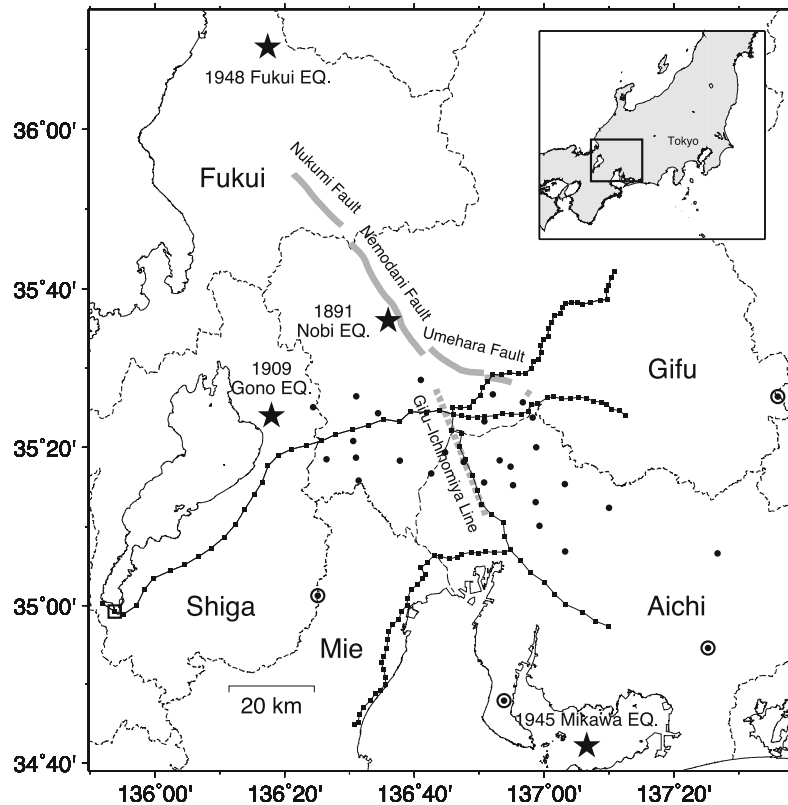 1948 Fukui EQ.
Tokyo
36°00'
Nukumi Fault
Fukui
Nemodani Fault
35°40'
1891
Nobi EQ.
Umehara Fault
1909
Gono EQ.
Gifu
35°20'
Gifu-Ichinomiya Line
35°00'
Shiga
Aichi
Mie
20 km
1945 Mikawa EQ.
34°40'
136°00'
136°20'
136°40'
137°00'
137°20'